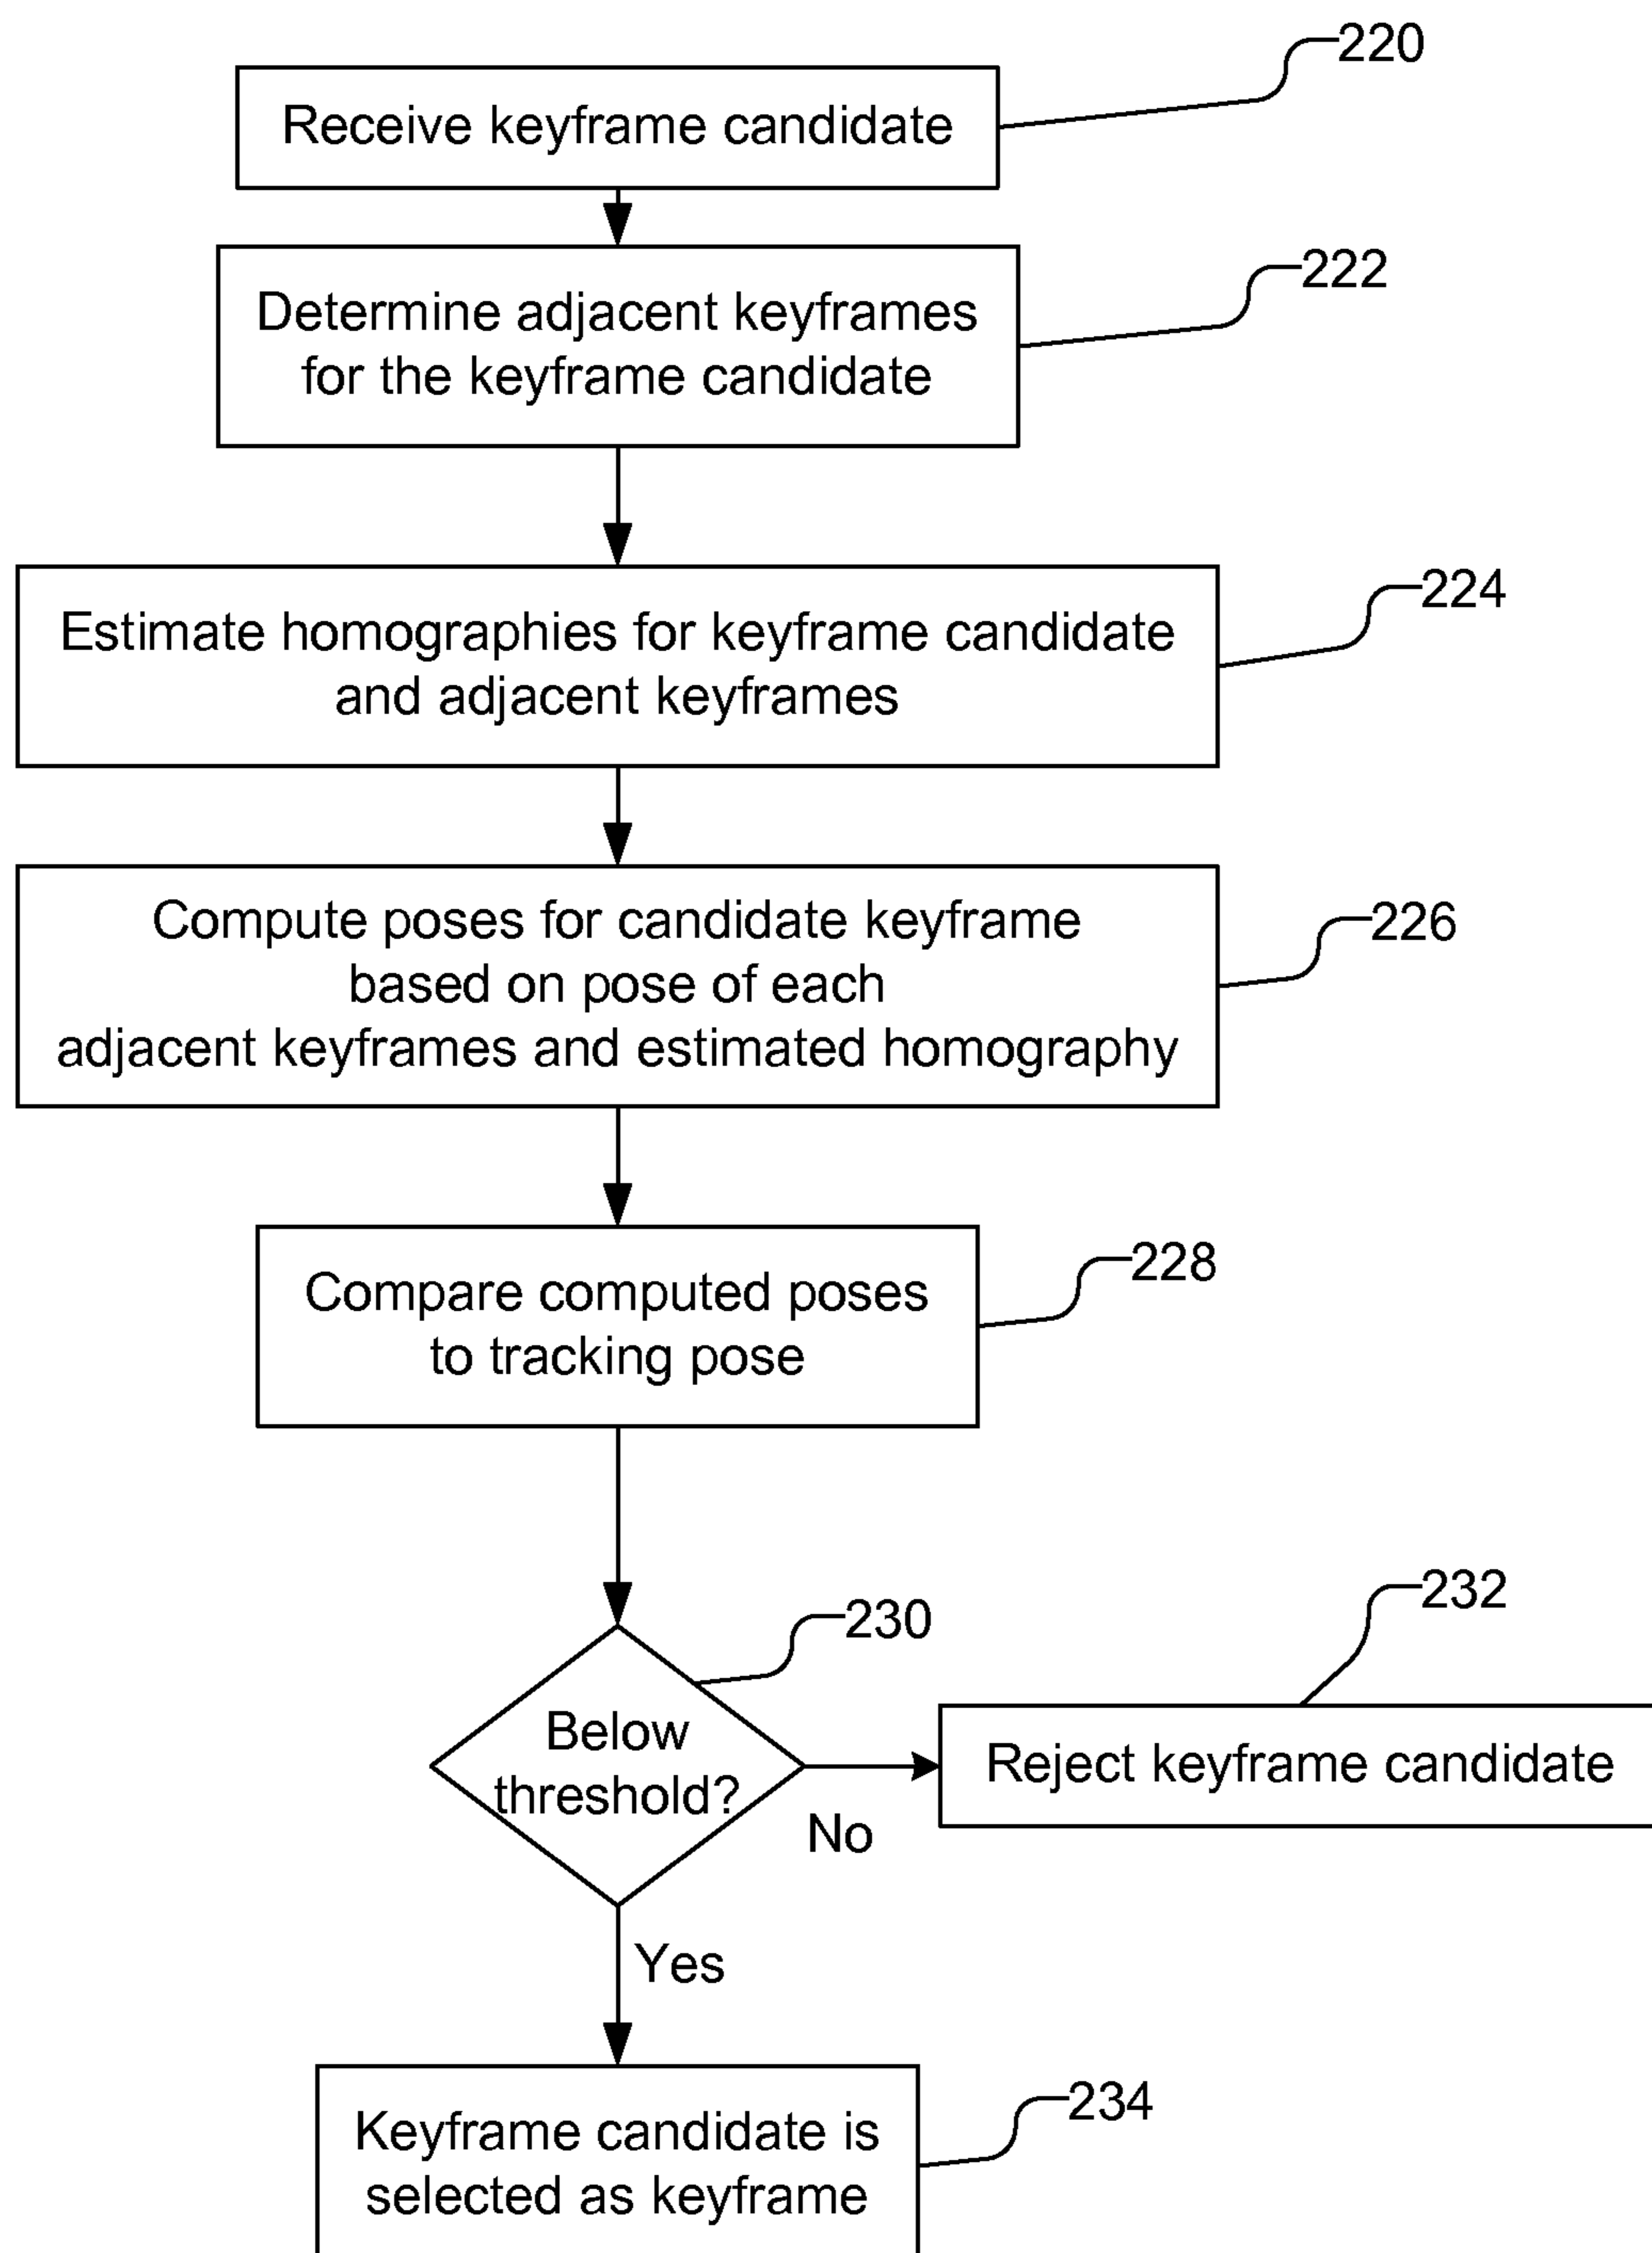 220
Receive keyframe candidate
222
Determine adjacent keyframes
for the keyframe candidate
224
Estimate homographies for keyframe candidate
and adjacent keyframes
226
Compute poses for candidate keyframe
based on pose of each
adjacent keyframes and estimated homography
228
Compare computed poses
to tracking pose
230
232
Below
threshold?
Reject keyframe candidate
No
Yes
234
Keyframe candidate is
selected as keyframe